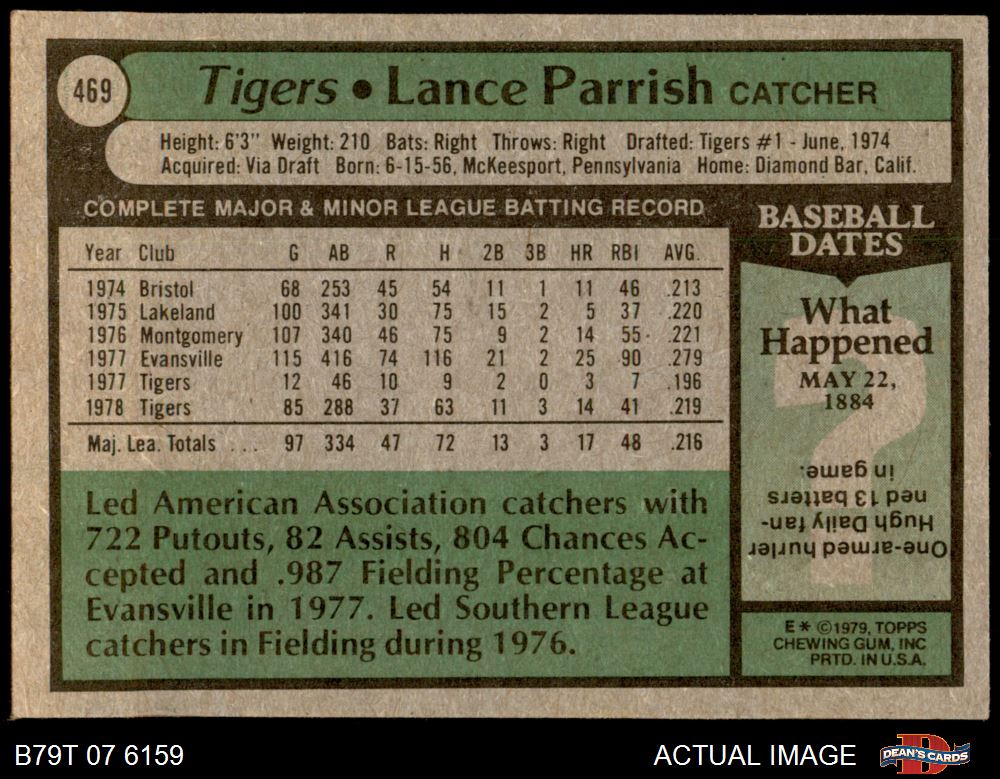 469
Tigers • Lance Parrish CATCHER
Height: 6'3" Weight: 210 Bats: Right Throws: Right Drafted: Tigers #1 - June, 1974
Acquired: Via Draft Born: 6-15-56, McKeesport, Pennsylvania Home: Diamond Bar, Calif.
COMPLETE MAJOR & MINOR LEAGUE BATTING RECORD
Year Club G AB R H 2B 3B HR RBI AVG.
1974 Bristol 68 253 45 54 11 1 11 46 .213
1975 Lakeland 100 341 30 75 15 2 5 37 .220
1976 Montgomery 107 340 46 75 9 2 14 55 .221
1977 Evansville 115 416 74 116 21 2 25 90 .279
1977 Tigers 12 46 10 9 2 0 3 7 .196
1978 Tigers 85 288 37 63 11 3 14 41 .219
Maj. Lea. Totals ... 97 334 47 72 13 3 17 48 .216
Led American Association catchers with
722 Putouts, 82 Assists, 804 Chances Ac-
cepted and .987 Fielding Percentage at
Evansville in 1977. Led Southern League
catchers in Fielding during 1976.
BASEBALL
DATES
What
Happened
MAY 22,
1884
One-armed hurler
Hugh Daily fan-
ned 13 batters
in game.
E * ©1979, TOPPS
CHEWING GUM, INC
PRTD. IN U.S.A.
B79T 07 6159
ACTUAL IMAGE
D
DEAN'S CARDS